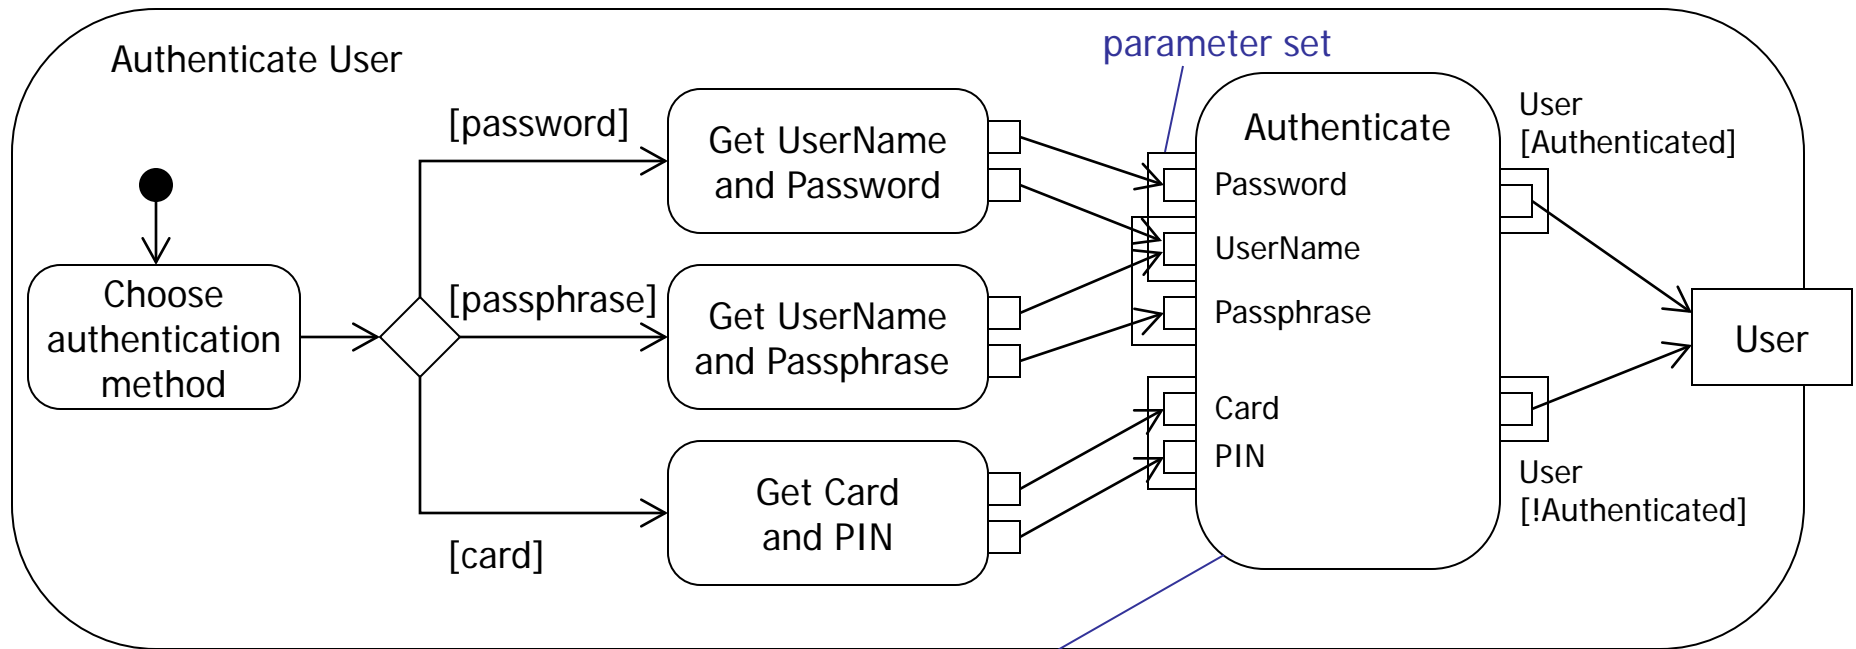 Authenticate User
parameter set
[password]
Get UserName
and Password
Authenticate
User
[Authenticated]
Password
UserName
Passphrase
Card
PIN
Choose
authentication
method
[passphrase]
Get UserName
and Passphrase
User
[card]
Get Card
and PIN
User
[!Authenticated]